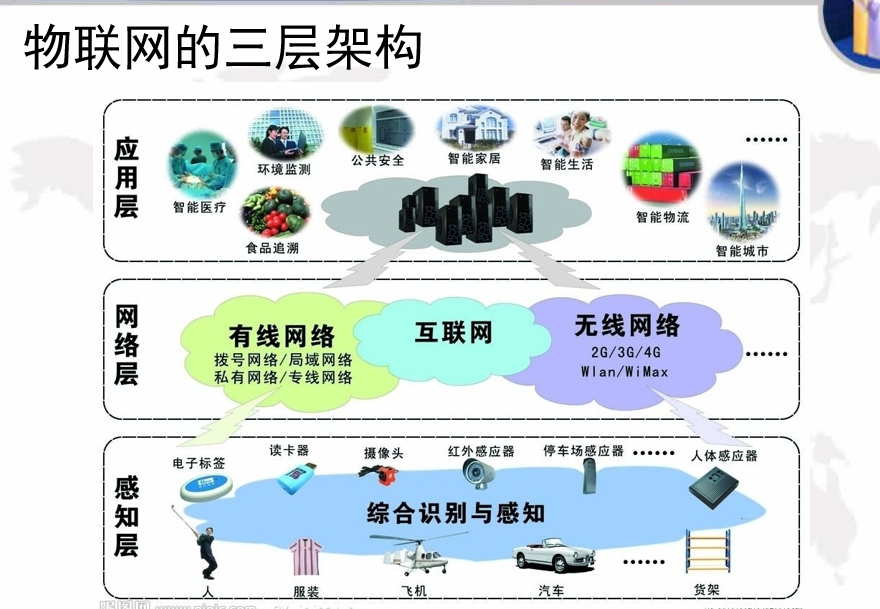 物联网的三层架构
应用层
智能医疗
环境监测
公共安全
智能家居
智能生活
智能物流
智能城市
食品追溯
......
网络层
有线网络
拨号网络/局域网络
私有网络/专线网络
互联网
无线网络
2G/3G/4G
Wlan/WiMax
......
感知层
电子标签
读卡器
摄像头
红外感应器
停车场感应器
......
人体感应器
综合识别与感知
人
服装
飞机
汽车
......
货架